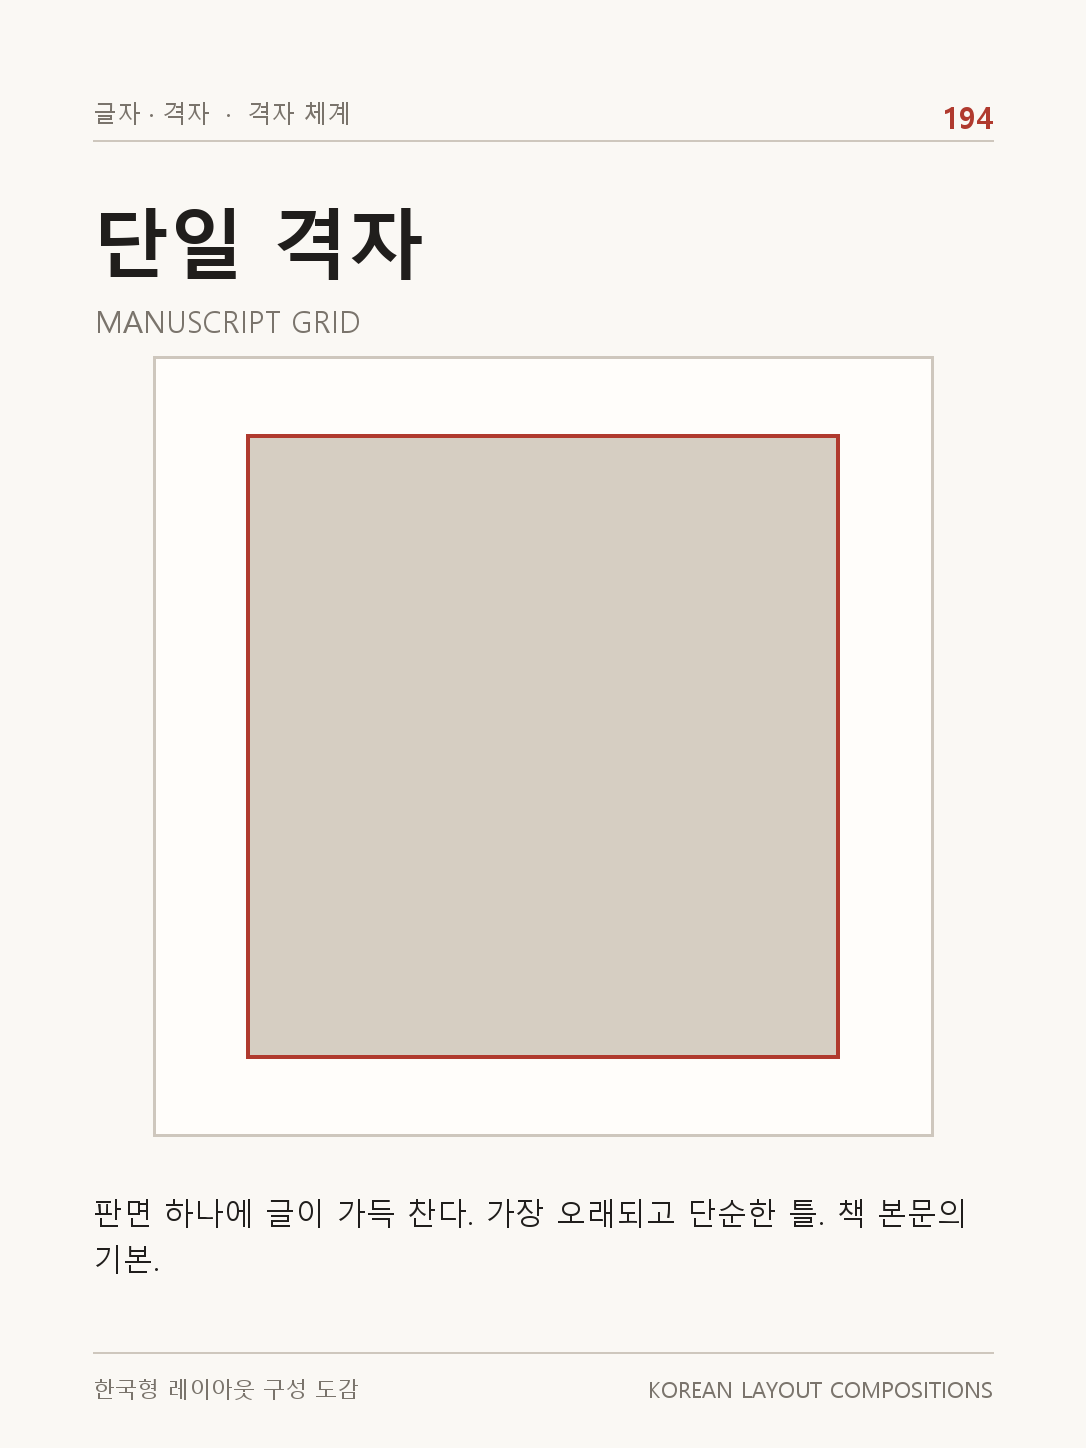 글자 · 격자 · 격자 체계
194
단일 격자
MANUSCRIPT GRID
판면 하나에 글이 가득 찬다. 가장 오래되고 단순한 틀. 책 본문의
기본.
한국형 레이아웃 구성 도감
KOREAN LAYOUT COMPOSITIONS